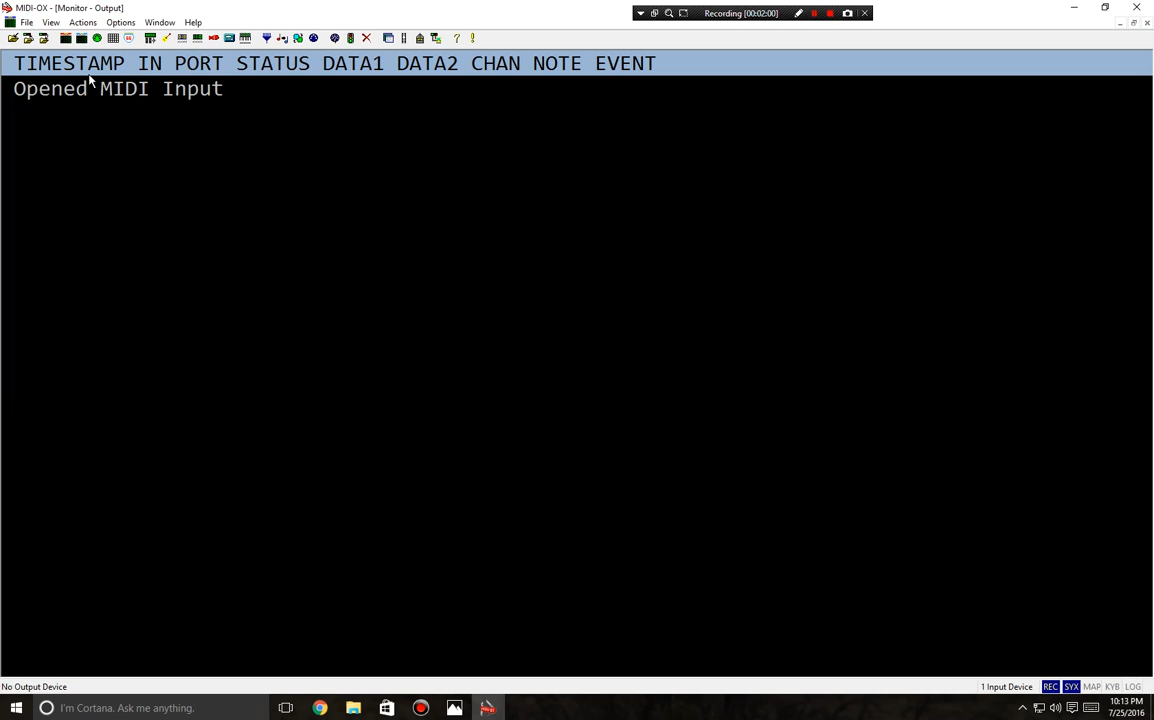 MIDI-OX - [Monitor - Output]
Recording [00:02:00]
File View Actions Options Window Help
TIMESTAMP IN PORT STATUS DATA1 DATA2 CHAN NOTE EVENT
Opened MIDI Input
No Output Device
1 Input Device REC SYX MAP KYB LOG
I'm Cortana. Ask me anything.
10:13 PM
7/25/2016